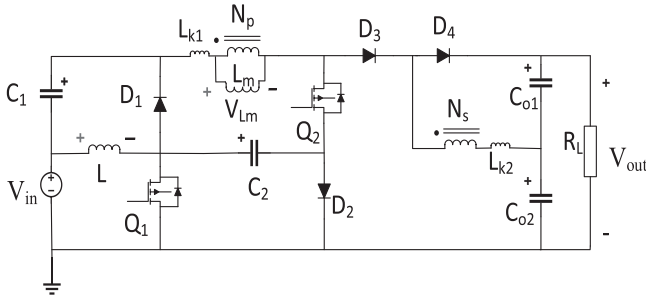 Lk1
Np
D3
D4
C1
+
D1
+
Lm
-
VLm
Q2
+
Co1
+
Ns
+
-
L
+
C2
Lk2
RL
Vout
Vin
+
-
Q1
D2
+
Co2
-